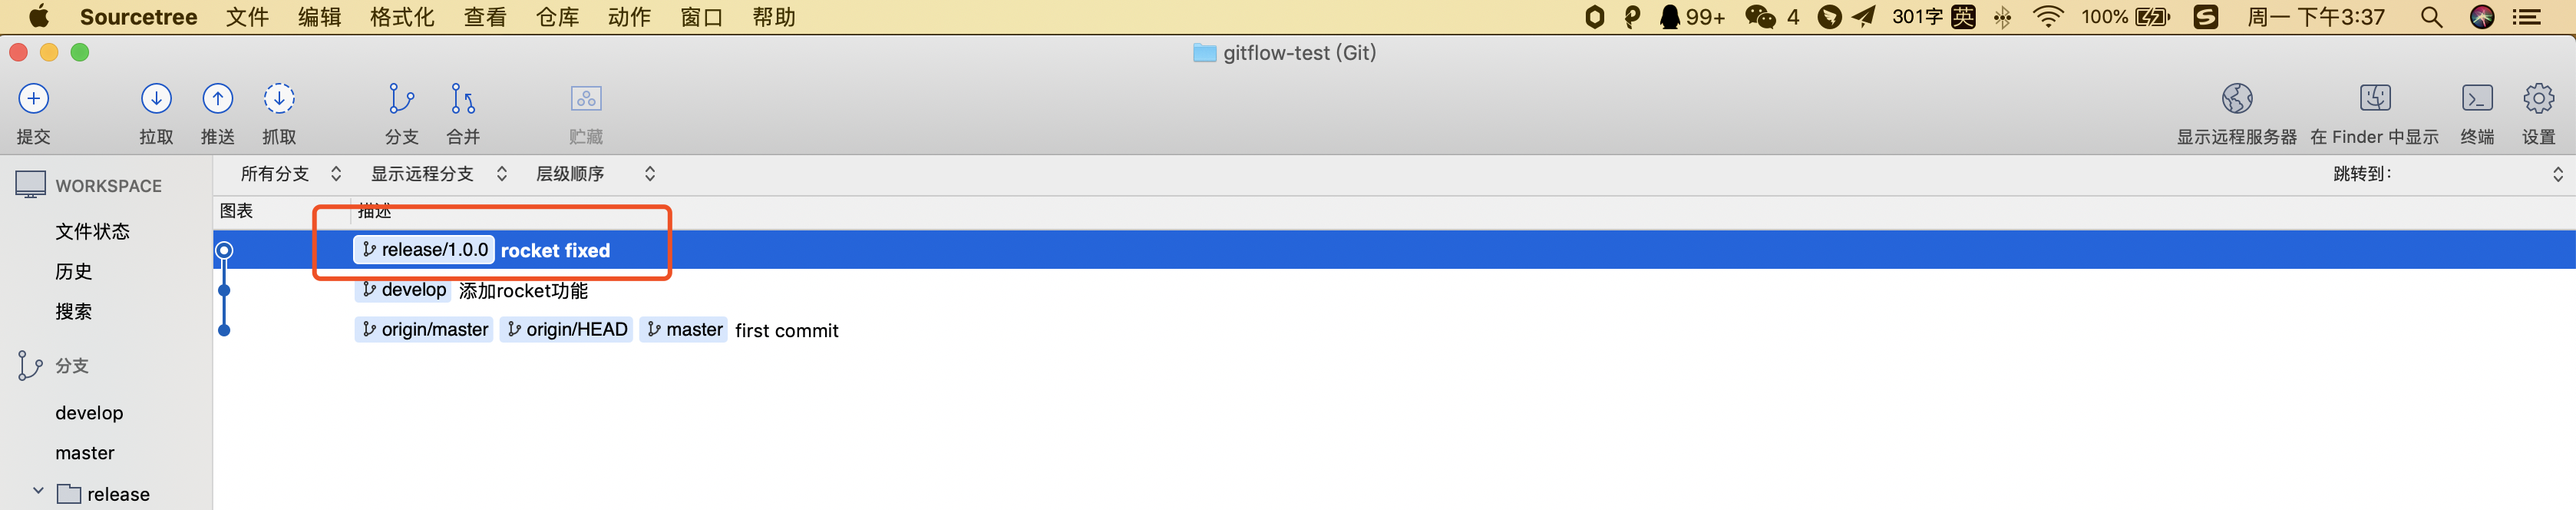 Sourcetree 文件 编辑 格式化 查看 仓库 动作 窗口 帮助 99+ 4 301字 英 100% 周一 下午3:37
gitflow-test (Git)
提交 拉取 推送 抓取 分支 合并 贮藏 显示远程服务器 在 Finder 中显示 终端 设置
所有分支 显示远程分支 层级顺序 跳转到:
WORKSPACE
图表 描述
文件状态
release/1.0.0 rocket fixed
历史
develop 添加rocket功能
搜索
origin/master origin/HEAD master first commit
分支
develop
master
release